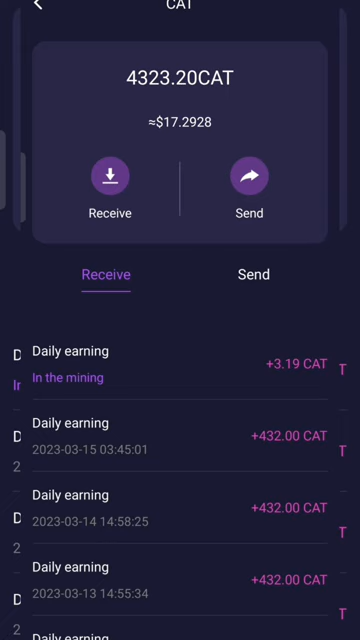 CAT
4323.20CAT
≈$17.2928
Receive
Send
Receive
Send
Daily earning
+3.19 CAT
In the mining
Daily earning
+432.00 CAT
2023-03-15 03:45:01
Daily earning
+432.00 CAT
2023-03-14 14:58:25
Daily earning
+432.00 CAT
2023-03-13 14:55:34
Daily earning